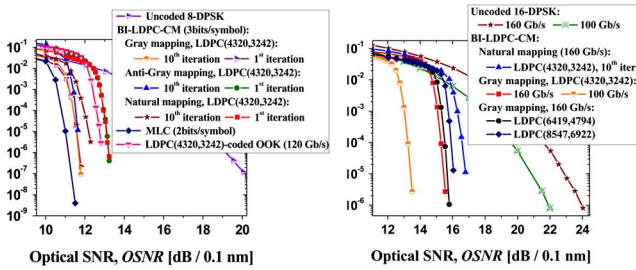 Uncoded 8-DPSK
BI-LDPC-CM (3bits/symbol)
Gray mapping, LDPC(4320,3242):
10th iteration 1st iteration
Anti-Gray mapping, LDPC(4320,3242):
10th iteration 1st iteration
Natural mapping, LDPC(4320,3242):
10th iteration 1st iteration
MLC (2bits/symbol)
LDPC(4320,3242)-coded OOK (120 Gb/s)
10^-1
10^-2
10^-3
10^-4
10^-5
10^-6
10^-7
10^-8
10^-9
10 12 14 16 18 20
Optical SNR, OSNR [dB / 0.1 nm]
Uncoded 16-DPSK
160 Gb/s 100 Gb/s
BI-LDPC-CM:
Natural mapping (160 Gb/s)
LDPC(4320,3242), 10th iter
Gray mapping, LDPC(4320,3242):
160 Gb/s 100 Gb/s
Gray mapping, 160 Gb/s:
LDPC(6419,4794)
LDPC(8547,6922)
10^-1
10^-2
10^-3
10^-4
10^-5
10^-6
12 14 16 18 20 22 24
Optical SNR, OSNR [dB / 0.1 nm]